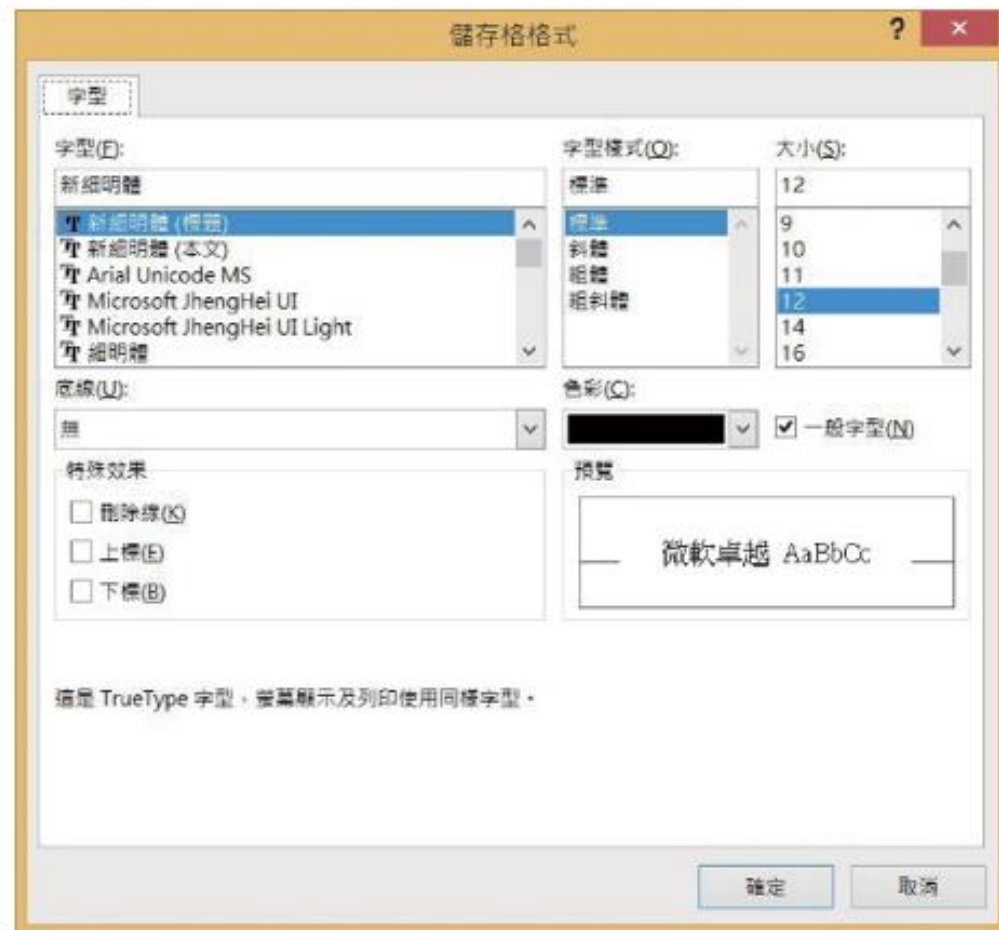 儲存格格式
?
×
字型
字型(F):
新細明體
新細明體 (標題)
新細明體 (本文)
Arial Unicode MS
Microsoft JhengHei UI
Microsoft JhengHei UI Light
細明體
字型樣式(O):
標準
標準
斜體
粗體
粗斜體
大小(S):
12
9
10
11
12
14
16
底線(U):
無
色彩(C):
一般字型(N)
特殊效果
刪除線(K)
上標(E)
下標(B)
預覽
微軟卓越 AaBbCc
這是 TrueType 字型，螢幕顯示及列印使用同樣字型。
確定
取消